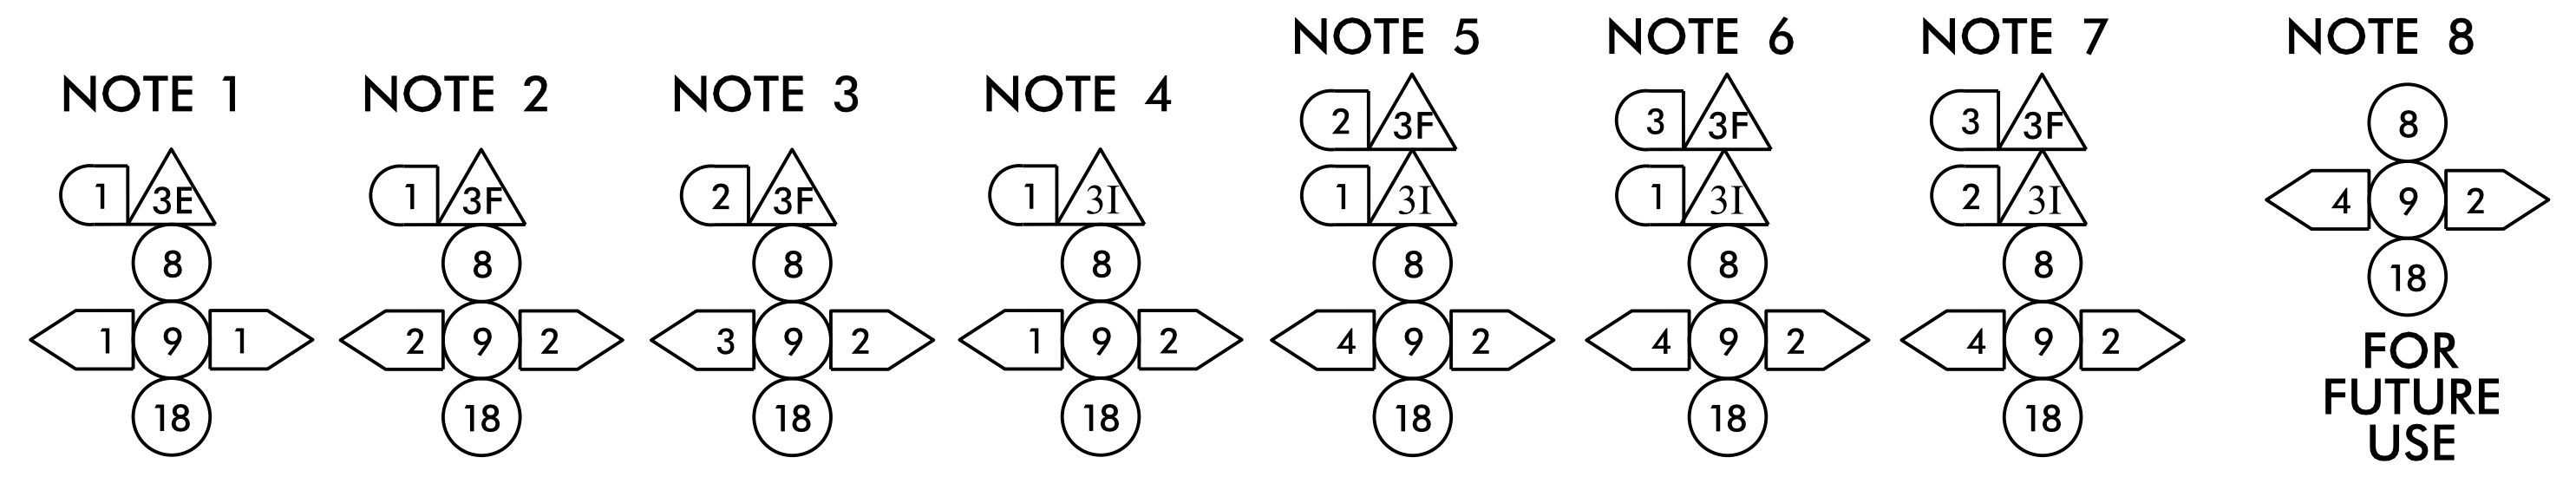 NOTE 1
1 3E
8
1 9 1
18
NOTE 2
1 3F
8
2 9 2
18
NOTE 3
2 3F
8
3 9 2
18
NOTE 4
1 3I
8
1 9 2
18
NOTE 5
2 3F
1 3I
8
4 9 2
18
NOTE 6
3 3F
1 3I
8
4 9 2
18
NOTE 7
3 3F
2 3I
8
4 9 2
18
NOTE 8
8
4 9 2
18
FOR
FUTURE
USE